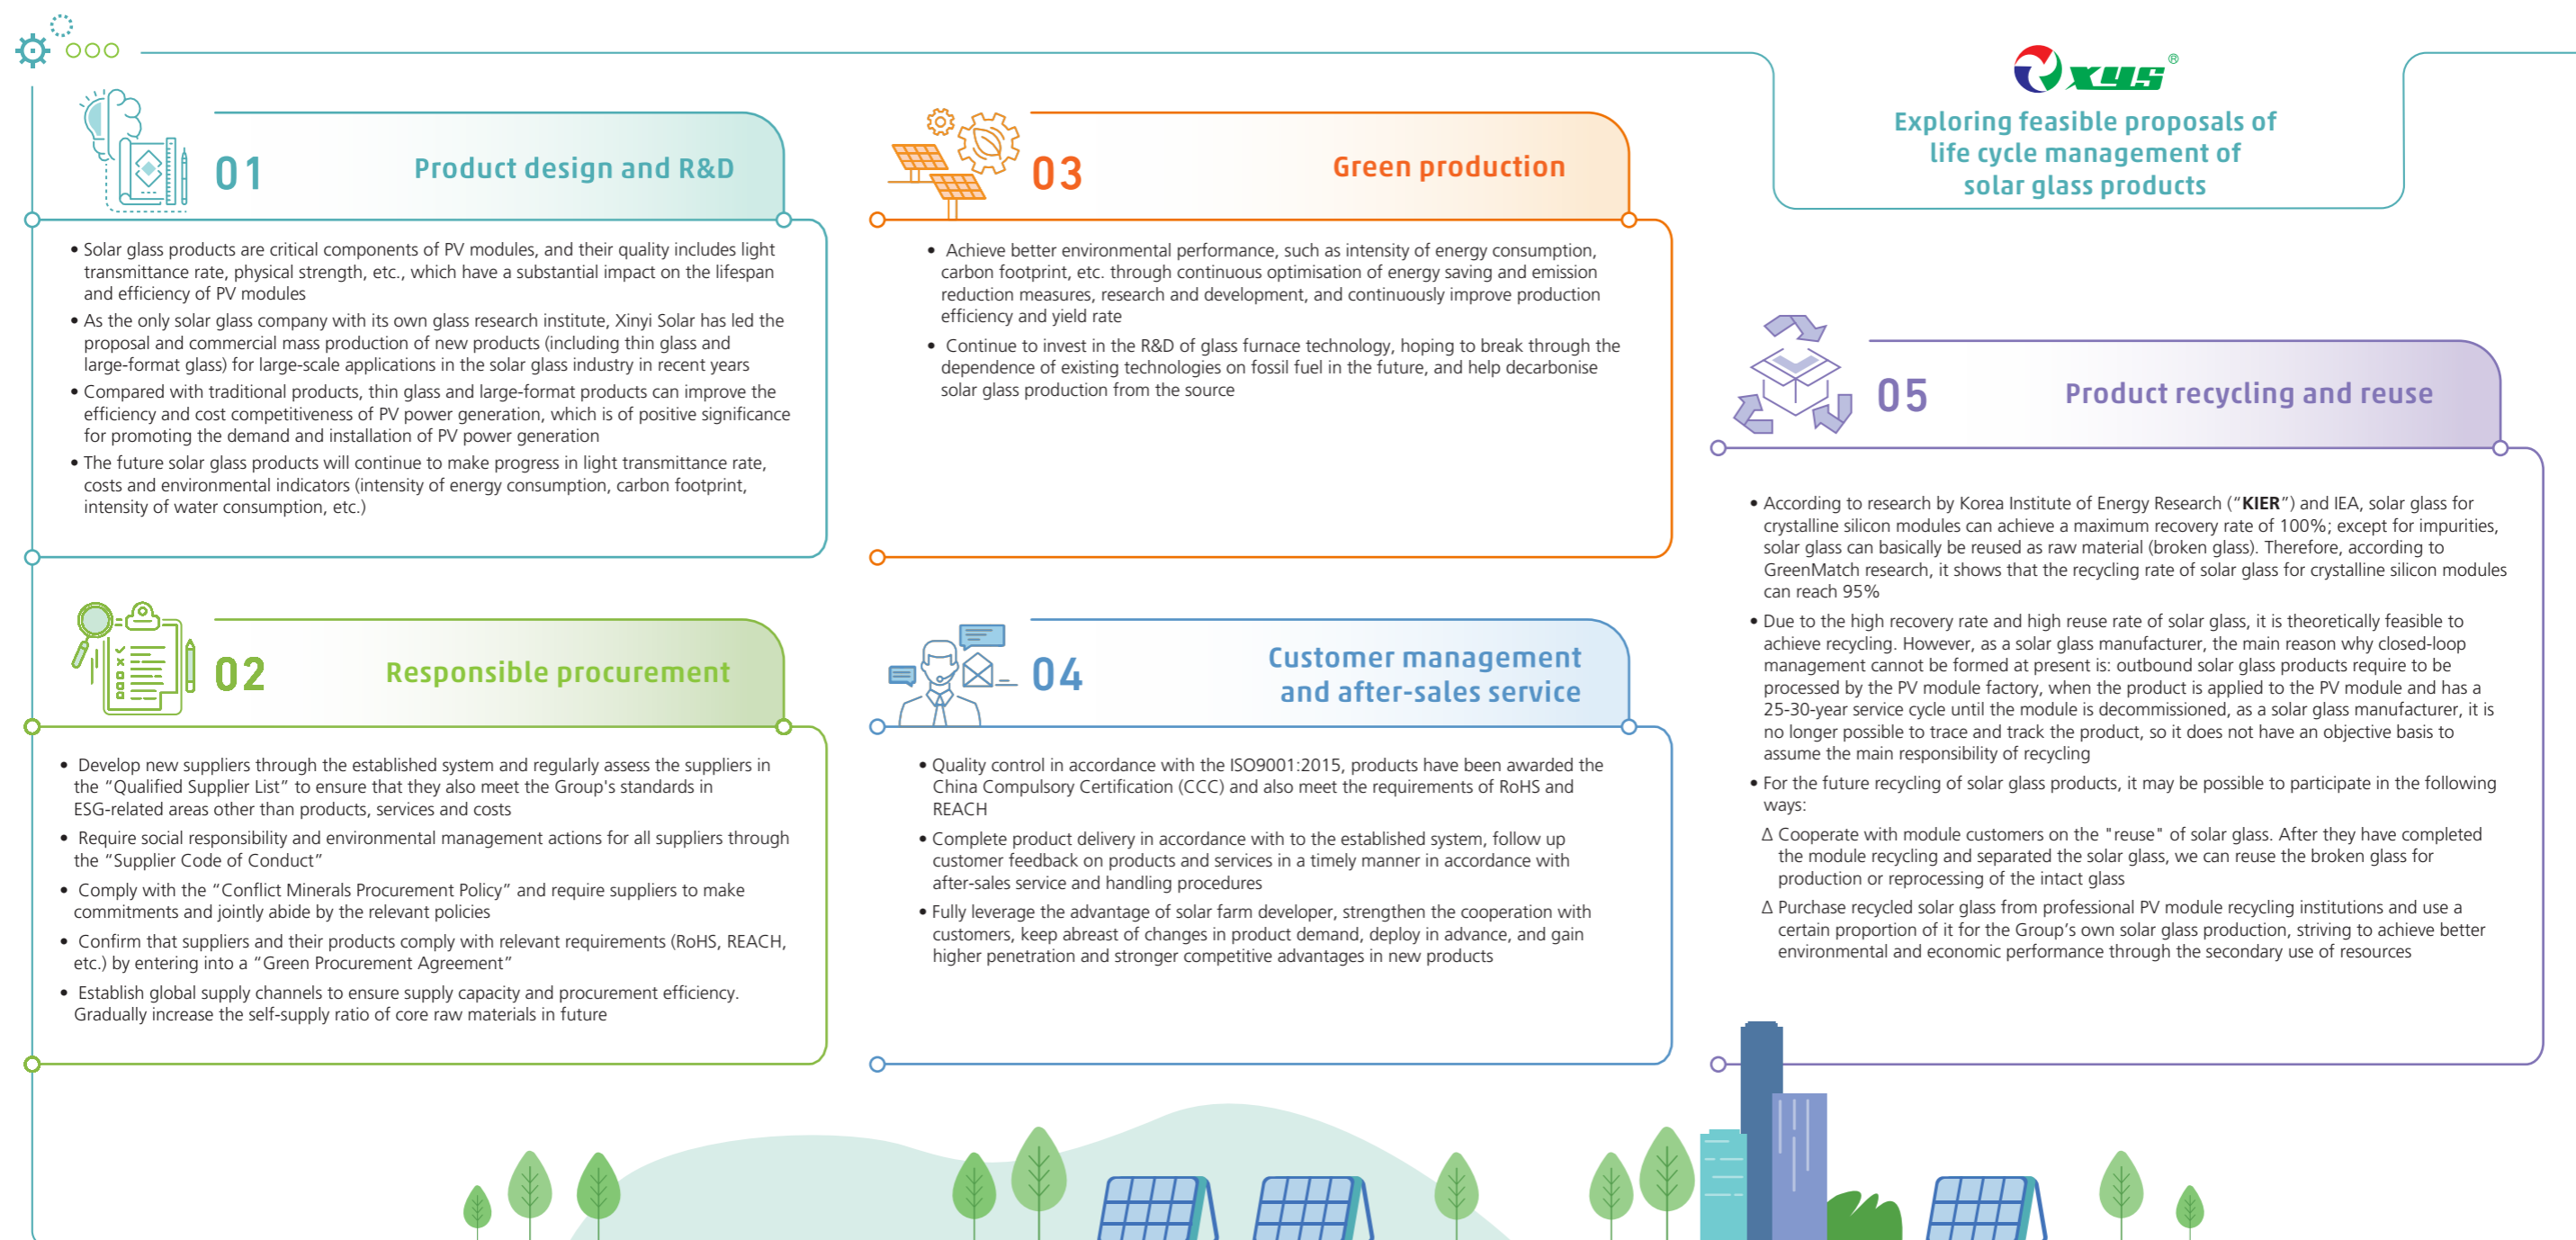 xys®
Exploring feasible proposals of
life cycle management of
solar glass products
01
Product design and R&D
• Solar glass products are critical components of PV modules, and their quality includes light
transmittance rate, physical strength, etc., which have a substantial impact on the lifespan
and efficiency of PV modules
• As the only solar glass company with its own glass research institute, Xinyi Solar has led the
proposal and commercial mass production of new products (including thin glass and
large-format glass) for large-scale applications in the solar glass industry in recent years
• Compared with traditional products, thin glass and large-format products can improve the
efficiency and cost competitiveness of PV power generation, which is of positive significance
for promoting the demand and installation of PV power generation
• The future solar glass products will continue to make progress in light transmittance rate,
costs and environmental indicators (intensity of energy consumption, carbon footprint,
intensity of water consumption, etc.)
02
Responsible procurement
• Develop new suppliers through the established system and regularly assess the suppliers in
the “Qualified Supplier List” to ensure that they also meet the Group's standards in
ESG-related areas other than products, services and costs
• Require social responsibility and environmental management actions for all suppliers through
the “Supplier Code of Conduct”
• Comply with the “Conflict Minerals Procurement Policy” and require suppliers to make
commitments and jointly abide by the relevant policies
• Confirm that suppliers and their products comply with relevant requirements (RoHS, REACH,
etc.) by entering into a “Green Procurement Agreement”
• Establish global supply channels to ensure supply capacity and procurement efficiency.
Gradually increase the self-supply ratio of core raw materials in future
03
Green production
• Achieve better environmental performance, such as intensity of energy consumption,
carbon footprint, etc. through continuous optimisation of energy saving and emission
reduction measures, research and development, and continuously improve production
efficiency and yield rate
• Continue to invest in the R&D of glass furnace technology, hoping to break through the
dependence of existing technologies on fossil fuel in the future, and help decarbonise
solar glass production from the source
04
Customer management
and after-sales service
• Quality control in accordance with the ISO9001:2015, products have been awarded the
China Compulsory Certification (CCC) and also meet the requirements of RoHS and
REACH
• Complete product delivery in accordance with to the established system, follow up
customer feedback on products and services in a timely manner in accordance with
after-sales service and handling procedures
• Fully leverage the advantage of solar farm developer, strengthen the cooperation with
customers, keep abreast of changes in product demand, deploy in advance, and gain
higher penetration and stronger competitive advantages in new products
05
Product recycling and reuse
• According to research by Korea Institute of Energy Research (“KIER”) and IEA, solar glass for
crystalline silicon modules can achieve a maximum recovery rate of 100%; except for impurities,
solar glass can basically be reused as raw material (broken glass). Therefore, according to
GreenMatch research, it shows that the recycling rate of solar glass for crystalline silicon modules
can reach 95%
• Due to the high recovery rate and high reuse rate of solar glass, it is theoretically feasible to
achieve recycling. However, as a solar glass manufacturer, the main reason why closed-loop
management cannot be formed at present is: outbound solar glass products require to be
processed by the PV module factory, when the product is applied to the PV module and has a
25-30-year service cycle until the module is decommissioned, as a solar glass manufacturer, it is
no longer possible to trace and track the product, so it does not have an objective basis to
assume the main responsibility of recycling
• For the future recycling of solar glass products, it may be possible to participate in the following
ways:
Δ Cooperate with module customers on the "reuse" of solar glass. After they have completed
the module recycling and separated the solar glass, we can reuse the broken glass for
production or reprocessing of the intact glass
Δ Purchase recycled solar glass from professional PV module recycling institutions and use a
certain proportion of it for the Group’s own solar glass production, striving to achieve better
environmental and economic performance through the secondary use of resources